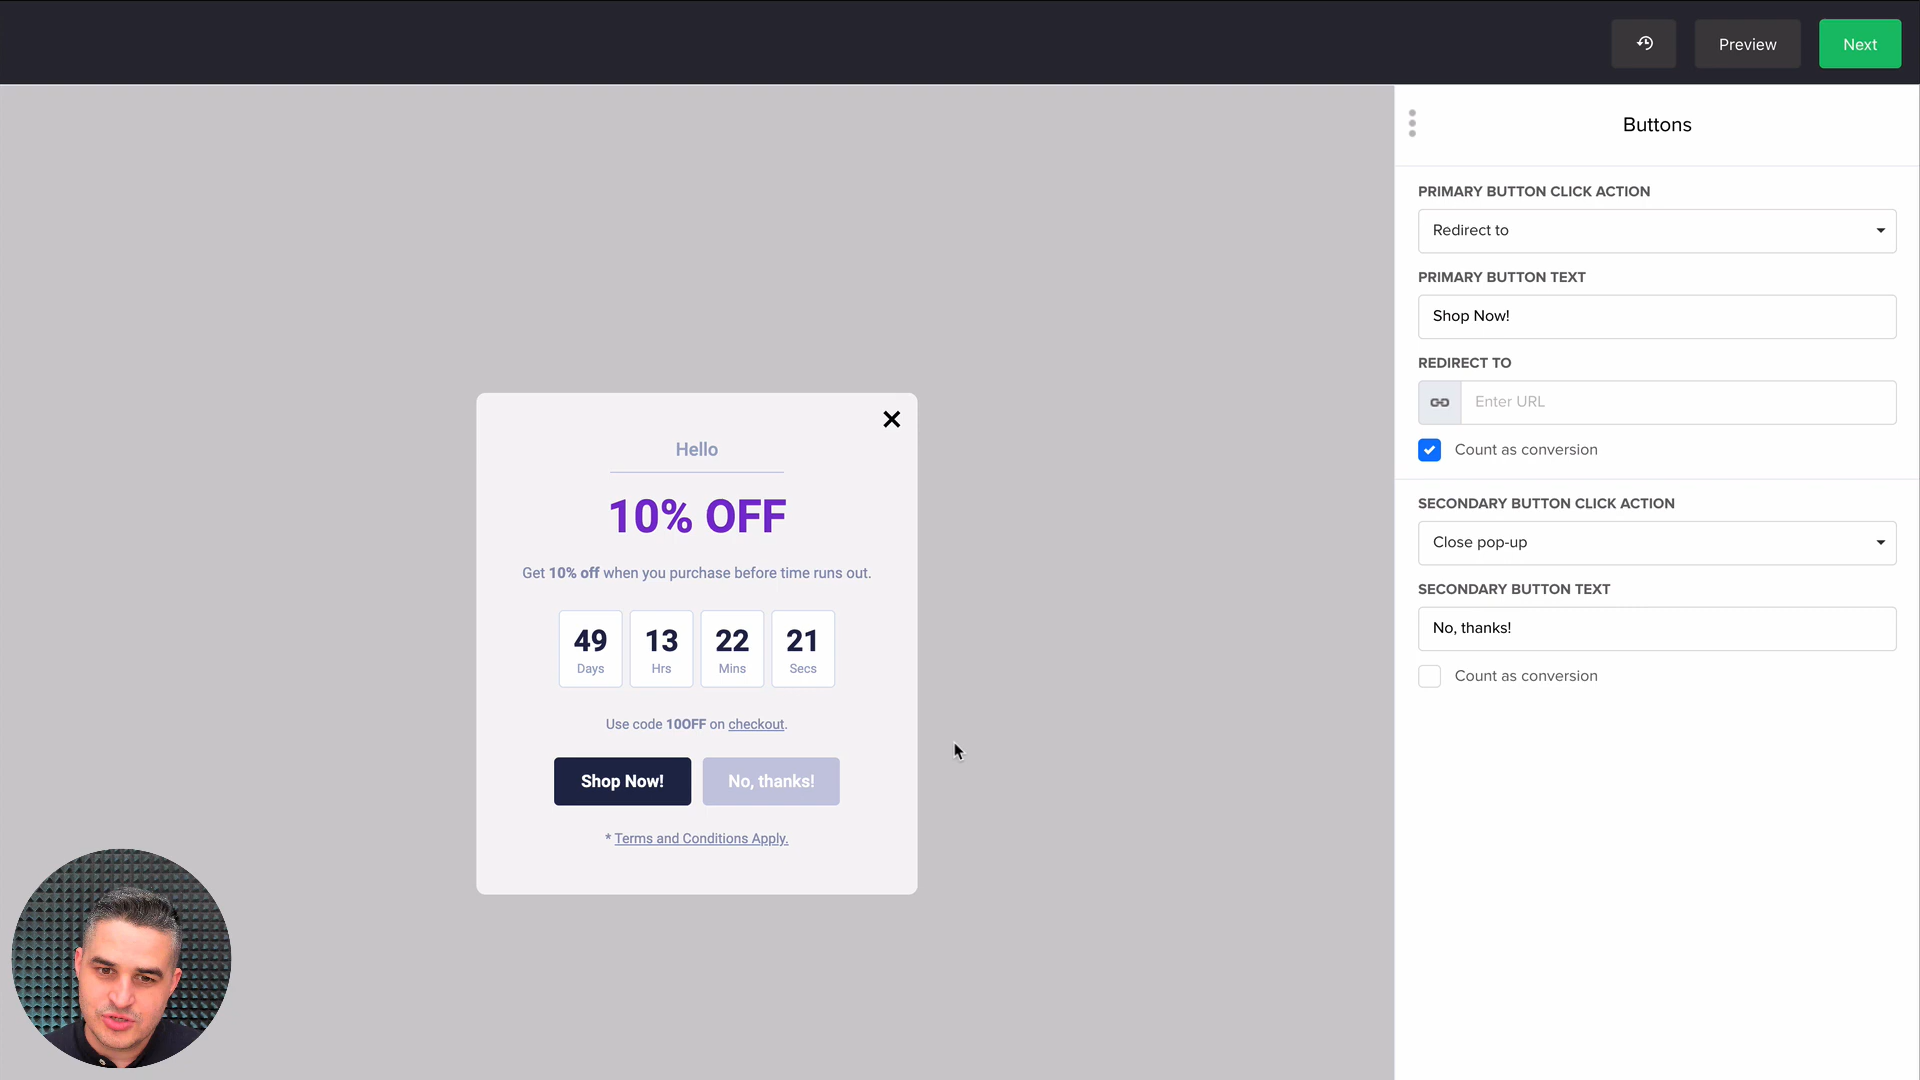 Preview
Next
Buttons
PRIMARY BUTTON CLICK ACTION
Redirect to
PRIMARY BUTTON TEXT
Shop Now!
REDIRECT TO
Enter URL
Count as conversion
SECONDARY BUTTON CLICK ACTION
Close pop-up
SECONDARY BUTTON TEXT
No, thanks!
Count as conversion
Hello
10% OFF
Get 10% off when you purchase before time runs out.
49 13 22 21
Days Hrs Mins Secs
Use code 10OFF on checkout.
Shop Now! No, thanks!
* Terms and Conditions Apply.